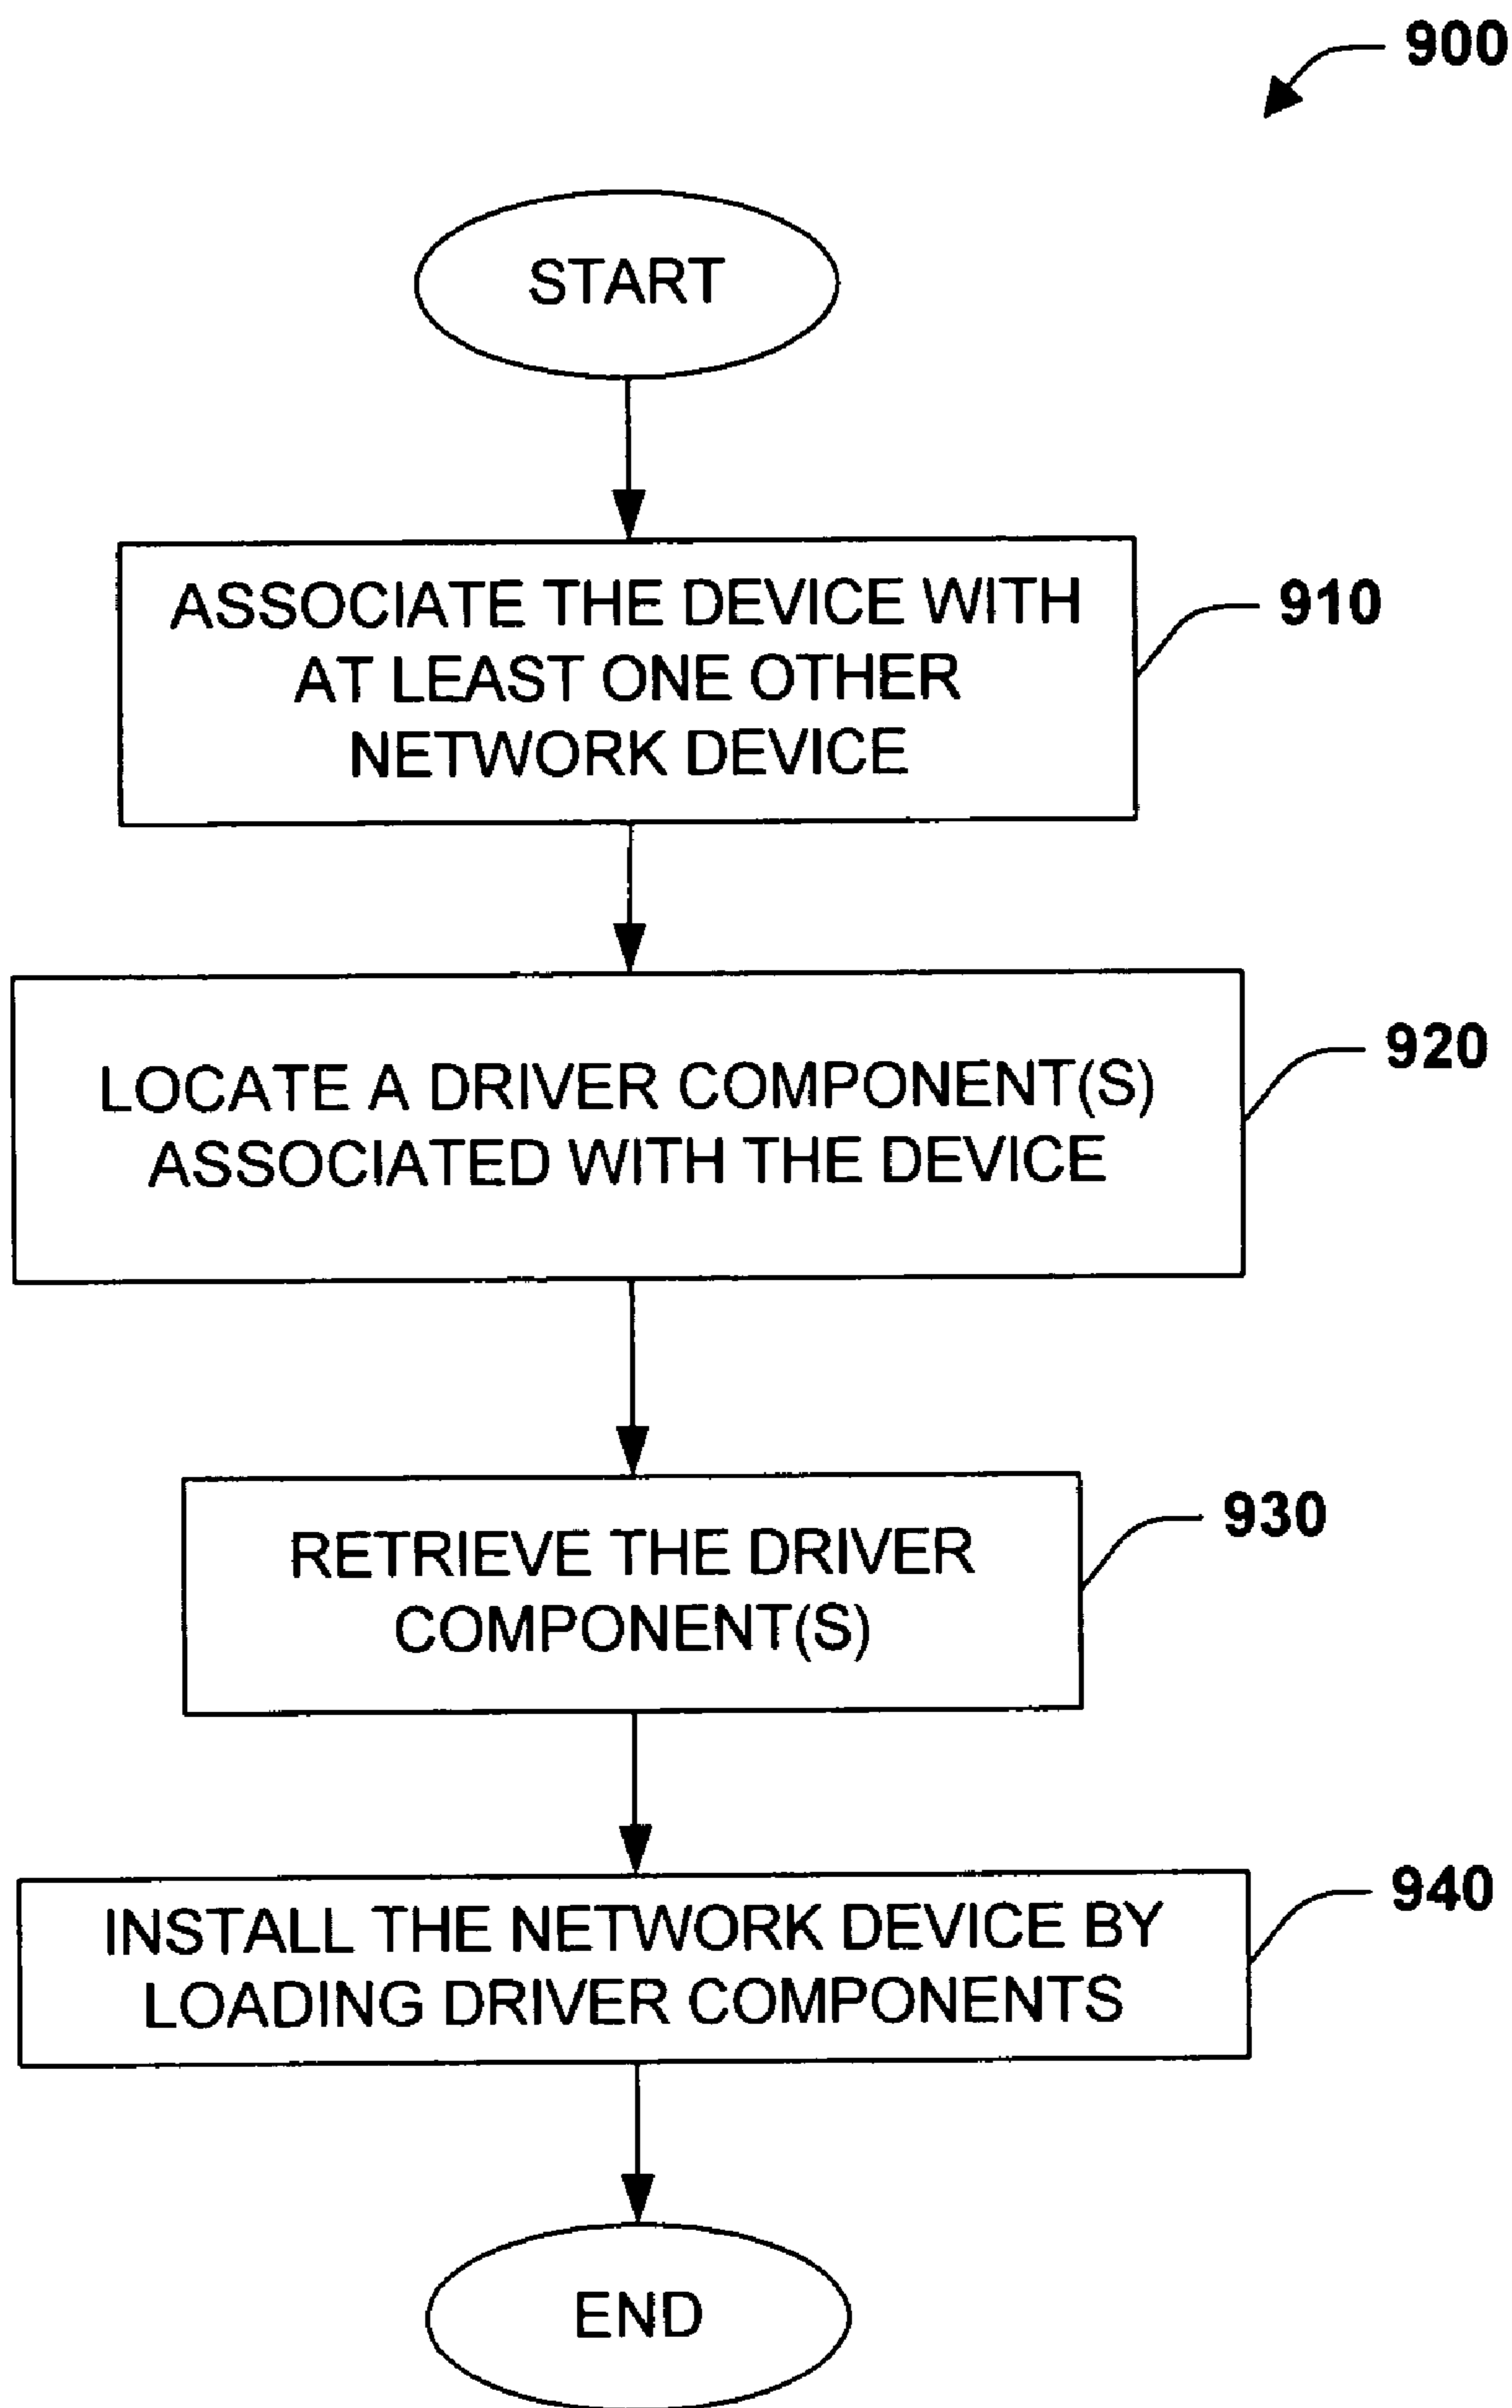 900
START
ASSOCIATE THE DEVICE WITH
AT LEAST ONE OTHER
NETWORK DEVICE
910
LOCATE A DRIVER COMPONENT(S)
ASSOCIATED WITH THE DEVICE
920
RETRIEVE THE DRIVER
COMPONENT(S)
930
INSTALL THE NETWORK DEVICE BY
LOADING DRIVER COMPONENTS
940
END